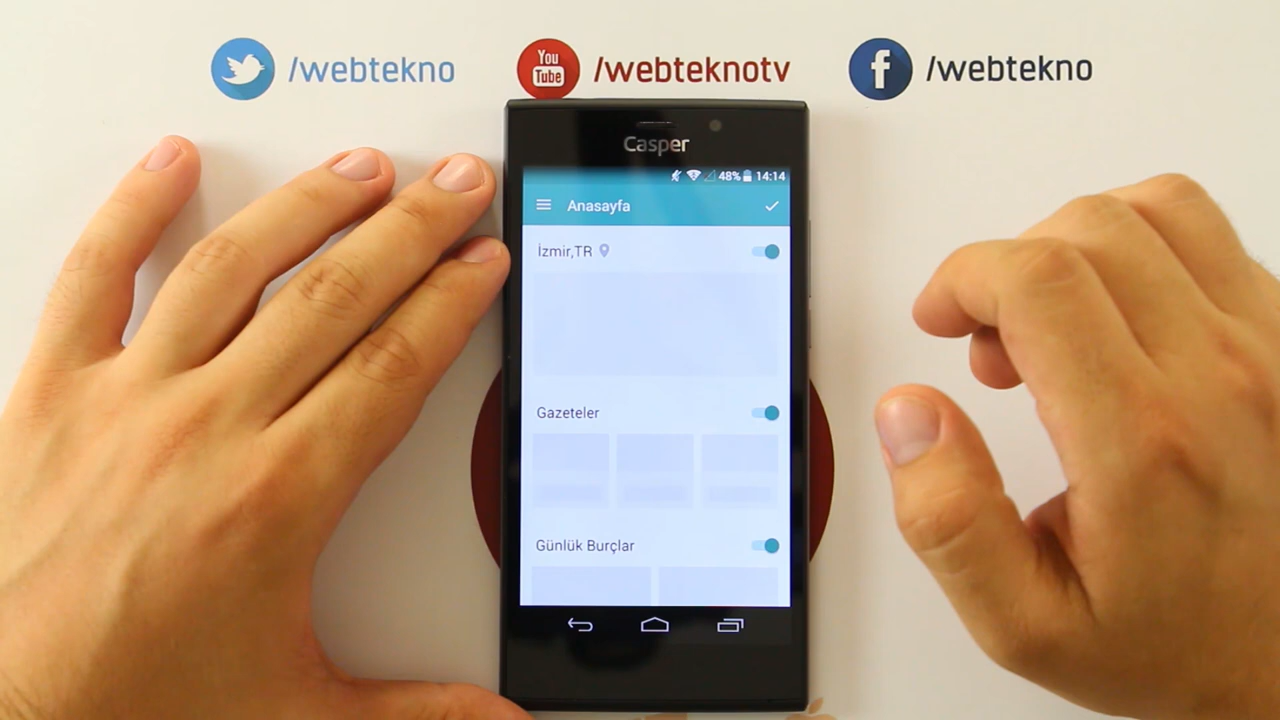 /webtekno
You
Tube
/webteknotv
f
/webtekno
Casper
48% 14:14
Anasayfa
İzmir,TR
Gazeteler
Günlük Burçlar